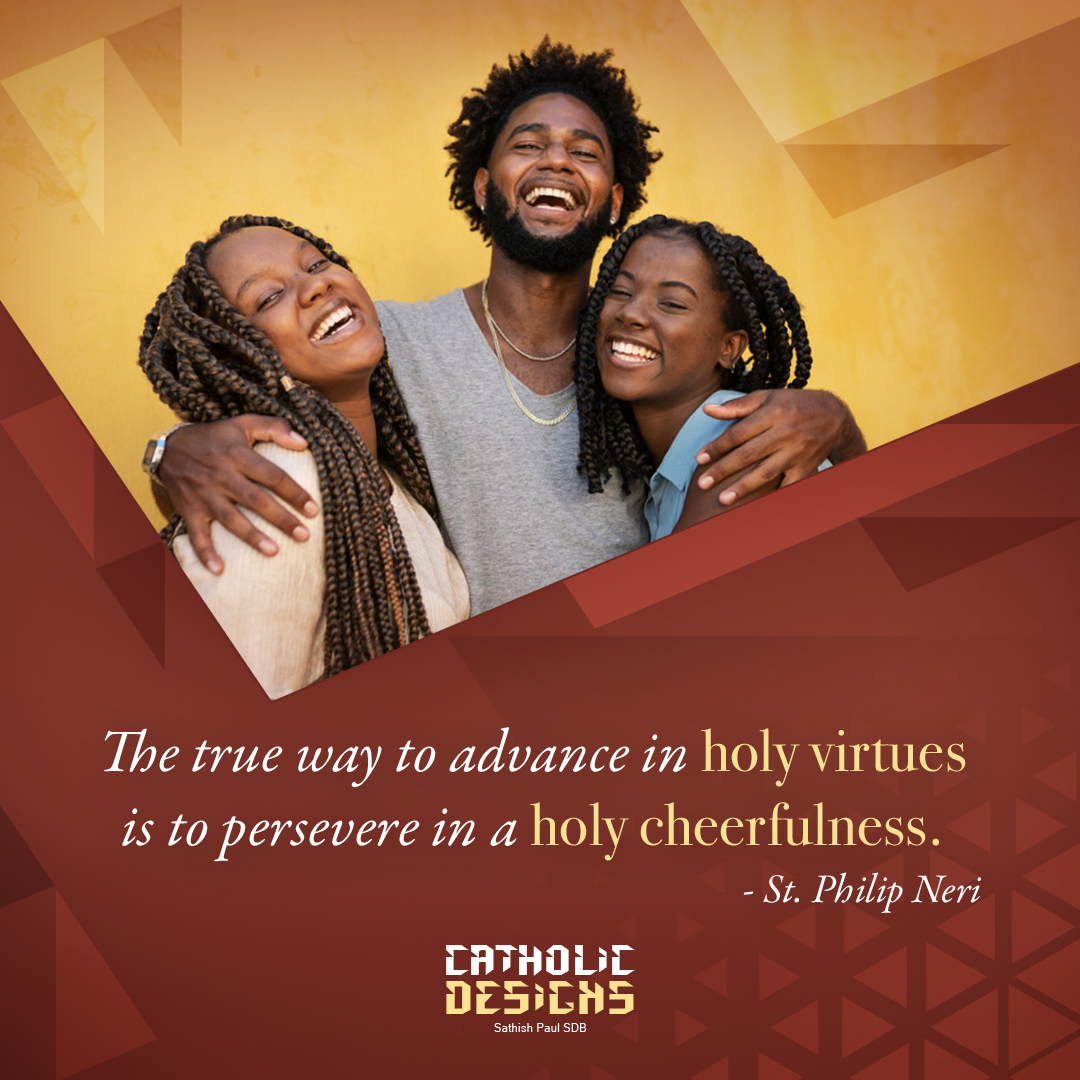 The true way to advance in holy virtues
is to persevere in a holy cheerfulness.
- St. Philip Neri
CATHOLIC
DESIGNS
Sathish Paul SDB